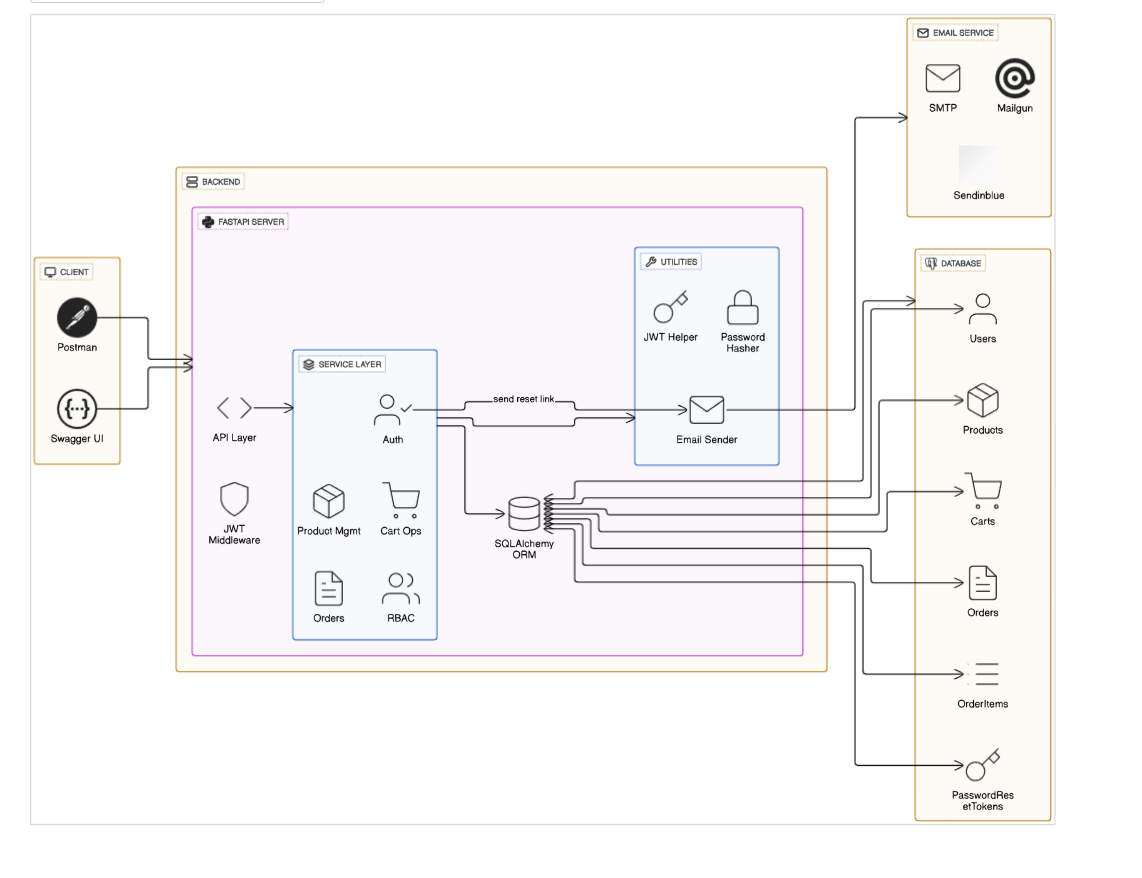 EMAIL SERVICE
SMTP
Mailgun
Sendinblue
BACKEND
FASTAPI SERVER
CLIENT
Postman
Swagger UI
API Layer
JWT
Middleware
SERVICE LAYER
Auth
Product Mgmt
Cart Ops
Orders
RBAC
send reset link
UTILITIES
JWT Helper
Password
Hasher
Email Sender
SQLAlchemy
ORM
DATABASE
Users
Products
Carts
Orders
OrderItems
PasswordRes
etTokens